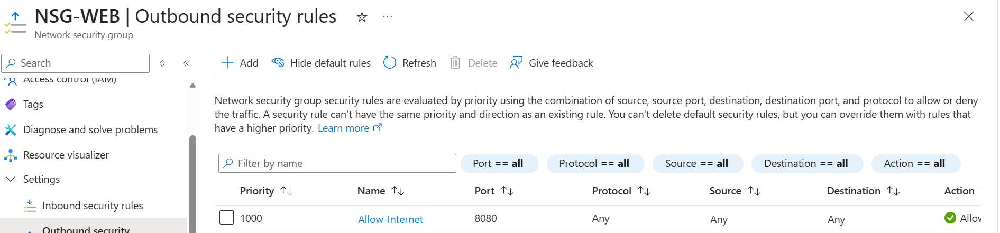 NSG-WEB | Outbound security rules
Network security group
Search
Add
Hide default rules
Refresh
Delete
Give feedback
Access control (IAM)
Tags
Diagnose and solve problems
Resource visualizer
Settings
Inbound security rules
Outbound security
Network security group security rules are evaluated by priority using the combination of source, source port, destination, destination port, and protocol to allow or deny
the traffic. A security rule can't have the same priority and direction as an existing rule. You can't delete default security rules, but you can override them with rules that
have a higher priority. Learn more
Filter by name
Port == all
Protocol == all
Source == all
Destination == all
Action == all
Priority Name Port Protocol Source Destination Action
1000 Allow-Internet 8080 Any Any Any Allow